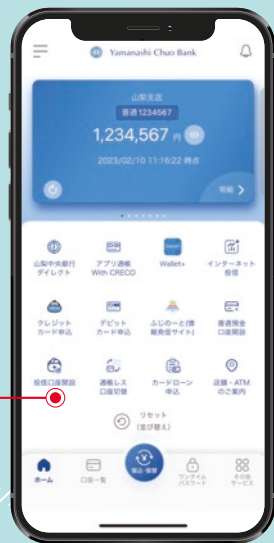 Yamanashi Chuo Bank
山梨支店
普通1234567
1,234,567 円
2023/02/10 11:16:22 時点
明細
山梨中央銀行
ダイレクト
アプリ通帳
With CRECO
Wallet+
インターネット
投信
クレジット
カード申込
デビット
カード申込
ふじのーと(情
報発信サイト)
普通預金
口座開設
投信口座開設
通帳レス
口座切替
カードローン
申込
店舗・ATM
のご案内
リセット
(並び替え)
ホーム
口座一覧
振込・振替
ワンタイム
パスワード
その他
サービス